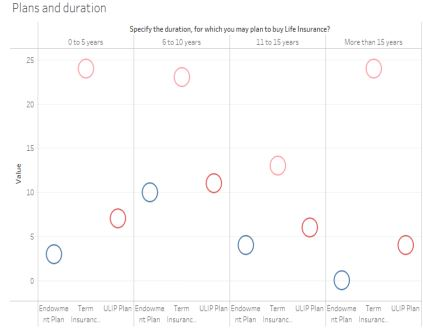 Plans and duration
Specify the duration, for which you may plan to buy Life Insurance?
0 to 5 years 6 to 10 years 11 to 15 years More than 15 years
25
20
15
10
5
0
Value
Endowme Term ULIP Plan Endowme Term ULIP Plan Endowme Term ULIP Plan Endowme Term ULIP Plan
nt Plan Insuranc.. nt Plan Insuranc.. nt Plan Insuranc.. nt Plan Insuranc..